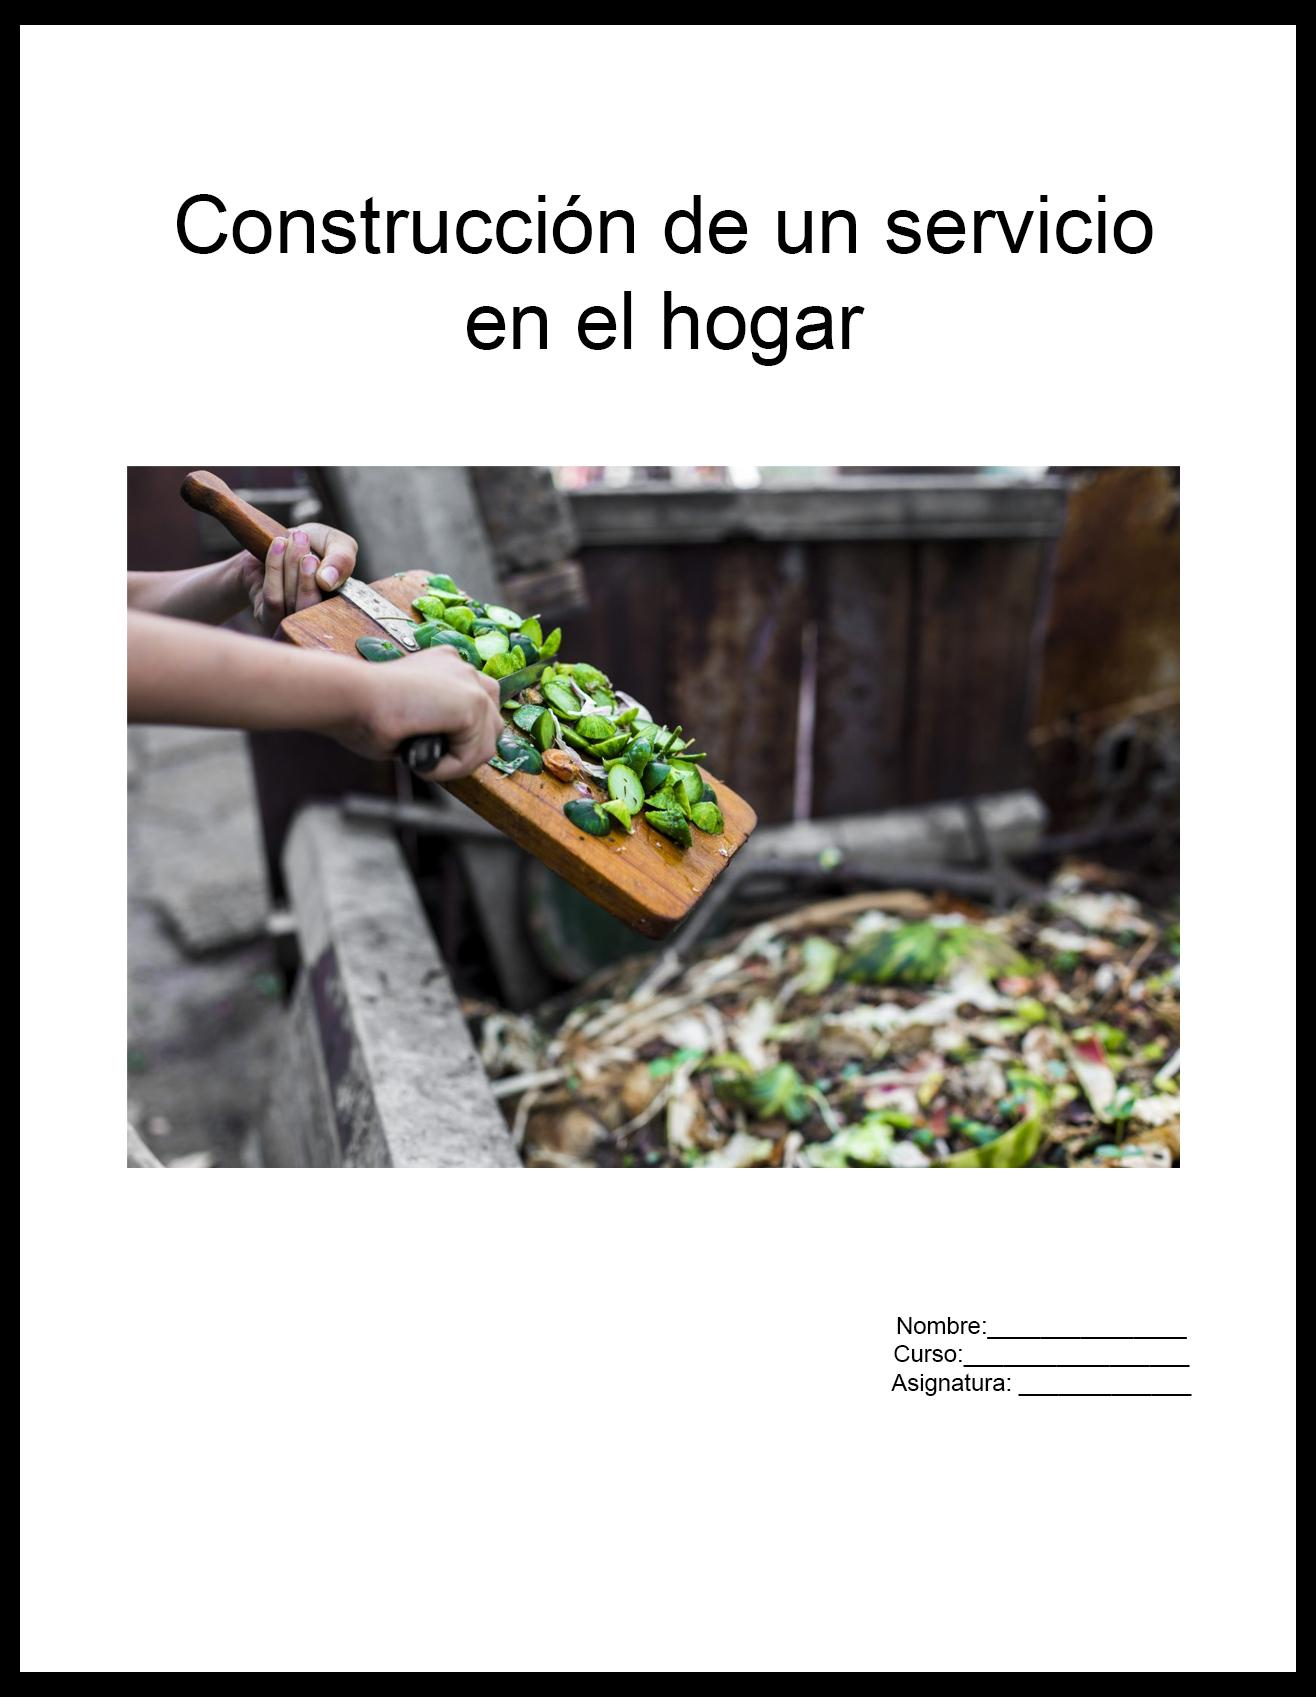 Construcción de un servicio
en el hogar
Nombre:_______________
Curso:_________________
Asignatura: _____________